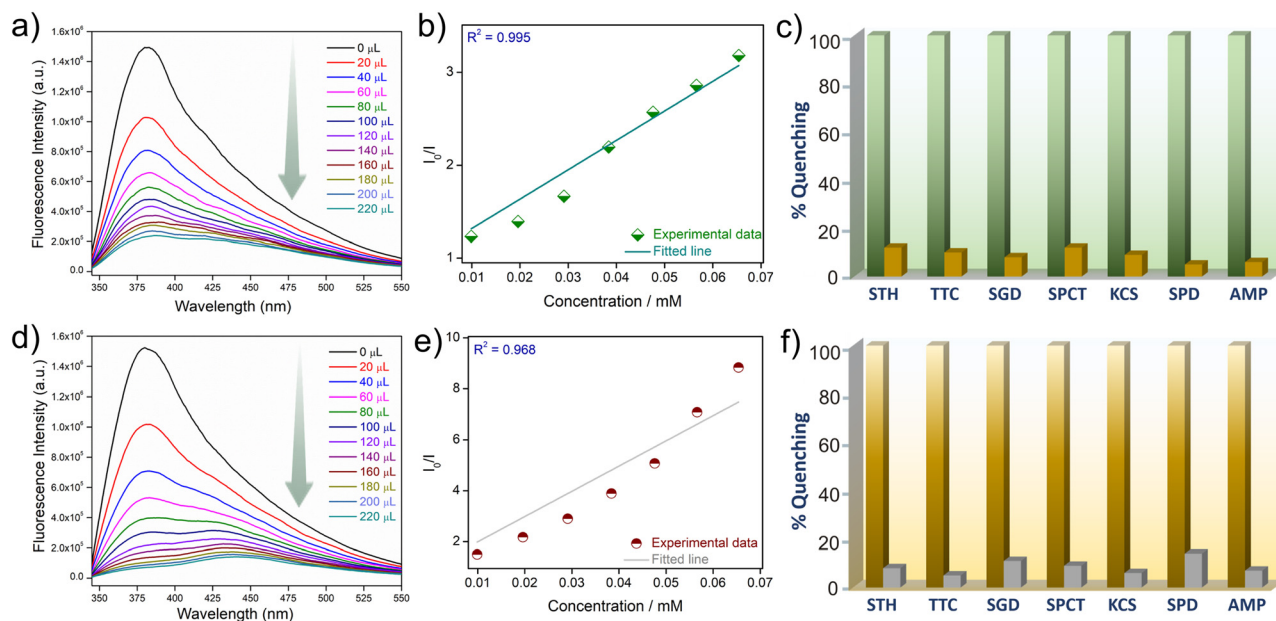 a)
1.6x10⁶
1.4x10⁶
1.2x10⁶
1.0x10⁶
8.0x10⁵
6.0x10⁵
4.0x10⁵
2.0x10⁵
0.0
Fluorescence Intensity (a.u.)
350 375 400 425 450 475 500 525 550
Wavelength (nm)
0 μL
20 μL
40 μL
60 μL
80 μL
100 μL
120 μL
140 μL
160 μL
180 μL
200 μL
220 μL
b)
R² = 0.995
3
2
1
I₀/I
Experimental data
Fitted line
0.01 0.02 0.03 0.04 0.05 0.06 0.07
Concentration / mM
c)
100
80
60
40
20
0
% Quenching
STH TTC SGD SPCT KCS SPD AMP
d)
1.6x10⁶
1.4x10⁶
1.2x10⁶
1.0x10⁶
8.0x10⁵
6.0x10⁵
4.0x10⁵
2.0x10⁵
0.0
Fluorescence Intensity (a.u.)
350 375 400 425 450 475 500 525 550
Wavelength (nm)
0 μL
20 μL
40 μL
60 μL
80 μL
100 μL
120 μL
140 μL
160 μL
180 μL
200 μL
220 μL
e)
R² = 0.968
10
8
6
4
2
I₀/I
Experimental data
Fitted line
0.01 0.02 0.03 0.04 0.05 0.06 0.07
Concentration / mM
f)
100
80
60
40
20
0
% Quenching
STH TTC SGD SPCT KCS SPD AMP